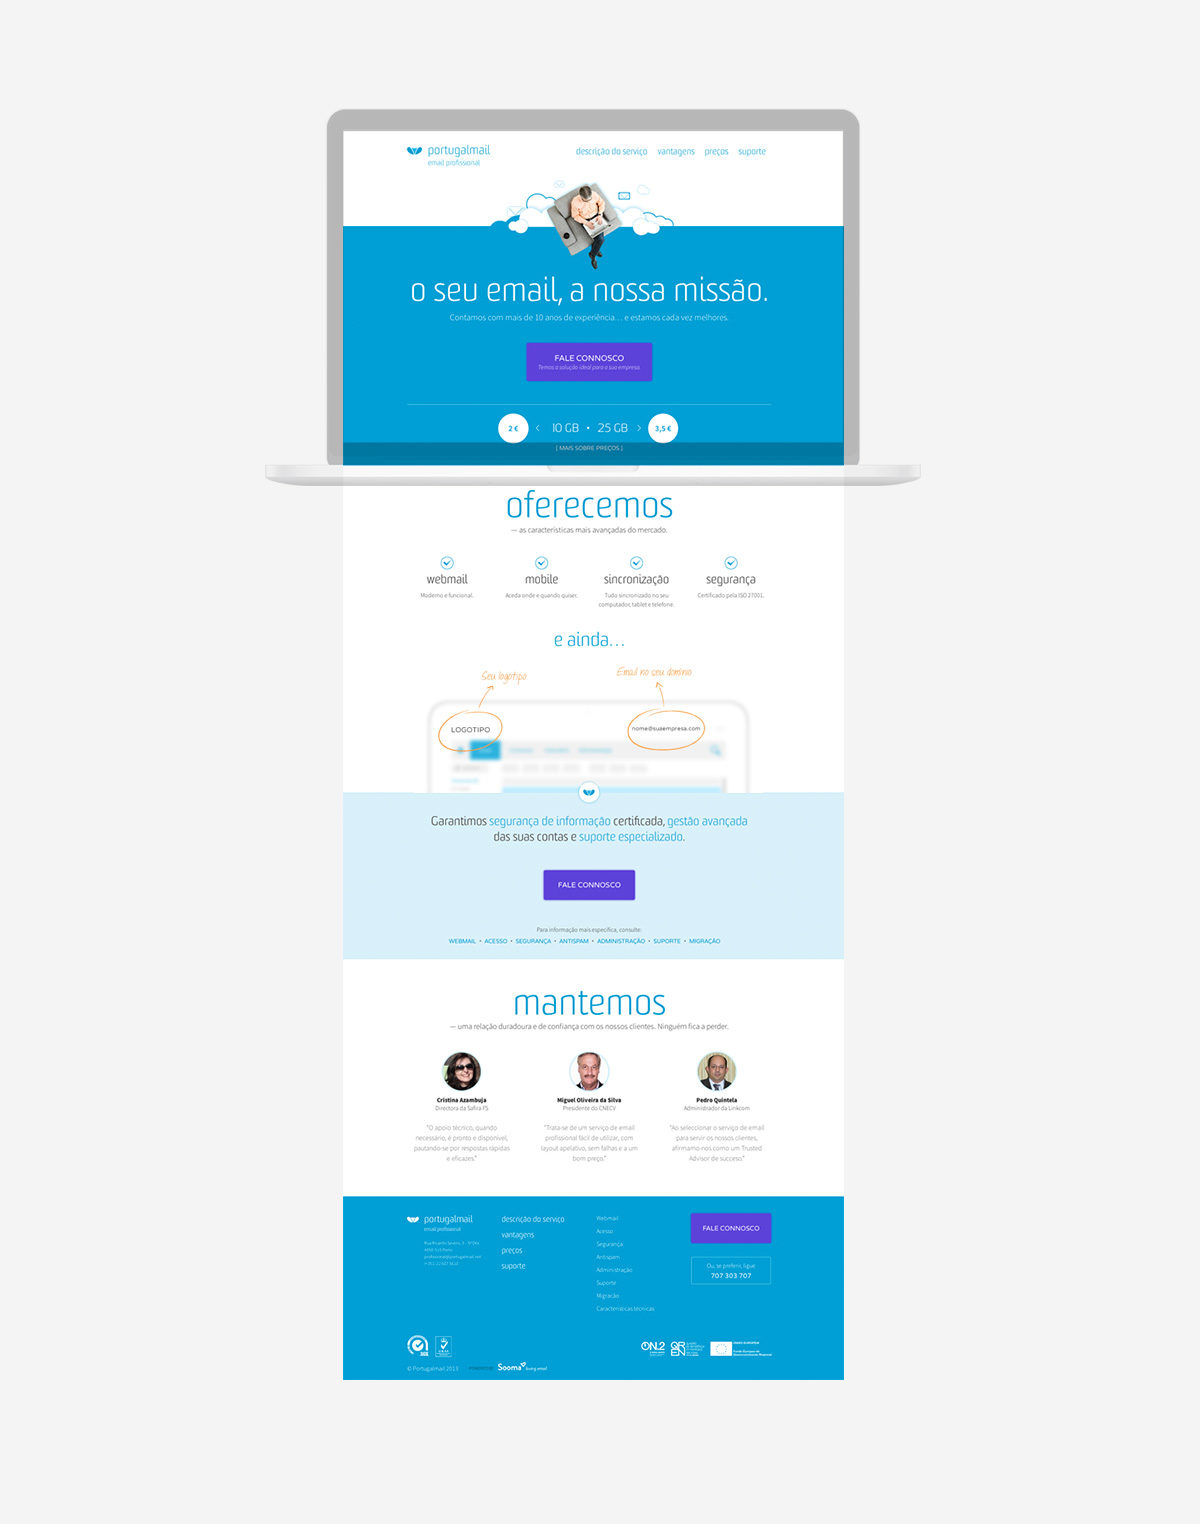 portugalmail
email profissional
descrição do serviço
vantagens
preços
suporte
o seu email, a nossa missão.
Contamos com mais de 10 anos de experiência… e estamos cada vez melhores.
FALE CONNOSCO
Temos a solução ideal para a sua empresa.
2 €
10 GB • 25 GB
3,5 €
[ MAIS SOBRE PREÇOS ]
oferecemos
— as características mais avançadas do mercado.
webmail
Moderno e funcional.
mobile
Aceda onde e quando quiser.
sincronização
Tudo sincronizado no seu
computador, tablet e telefone.
segurança
Certificado pela ISO 27001.
e ainda…
Seu logotipo
Email no seu domínio
LOGOTIPO
nome@suaempresa.com
Garantimos segurança de informação certificada, gestão avançada
das suas contas e suporte especializado.
FALE CONNOSCO
Para informação mais específica, consulte:
WEBMAIL • ACESSO • SEGURANÇA • ANTISPAM • ADMINISTRAÇÃO • SUPORTE • MIGRAÇÃO
mantemos
— uma relação duradoura e de confiança com os nossos clientes. Ninguém fica a perder.
Cristina Azambuja
Directora da Safira FS
"O apoio técnico, quando
necessário, é pronto e disponível,
pautando-se por respostas rápidas
e eficazes."
Miguel Oliveira da Silva
Presidente do CNECV
"Trata-se de um serviço de email
profissional fácil de utilizar, com
layout apelativo, sem falhas e a um
bom preço."
Pedro Quintela
Administrador da Linkcom
"Ao seleccionar o serviço de email
para servir os nossos clientes,
afirmamo-nos como um Trusted
Advisor de sucesso."
portugalmail
email profissional
descrição do serviço
vantagens
preços
suporte
Webmail
Acesso
Segurança
Antispam
Administração
Suporte
Migração
Características técnicas
FALE CONNOSCO
Ou, se preferir, ligue
707 303 707
ON.2
QREN
UNIÃO EUROPEIA
Fundo Europeu de
Desenvolvimento Regional
© Portugalmail 2013
POWERED BY
Sooma